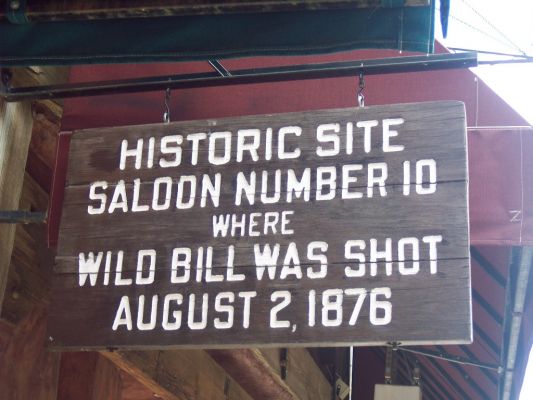 HISTORIC SITE
SALOON NUMBER 10
WHERE
WILD BILL WAS SHOT
AUGUST 2, 1876